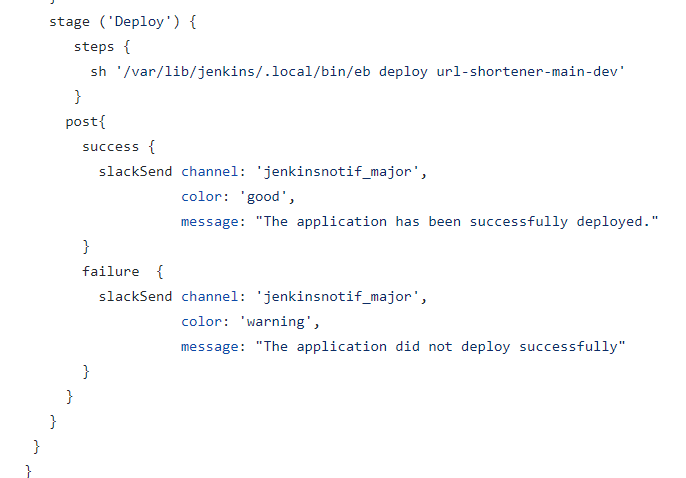 }
stage ('Deploy') {
steps {
sh '/var/lib/jenkins/.local/bin/eb deploy url-shortener-main-dev'
}
post{
success {
slackSend channel: 'jenkinsnotif_major',
color: 'good',
message: "The application has been successfully deployed."
}
failure  {
slackSend channel: 'jenkinsnotif_major',
color: 'warning',
message: "The application did not deploy successfully"
}
}
}
}
}